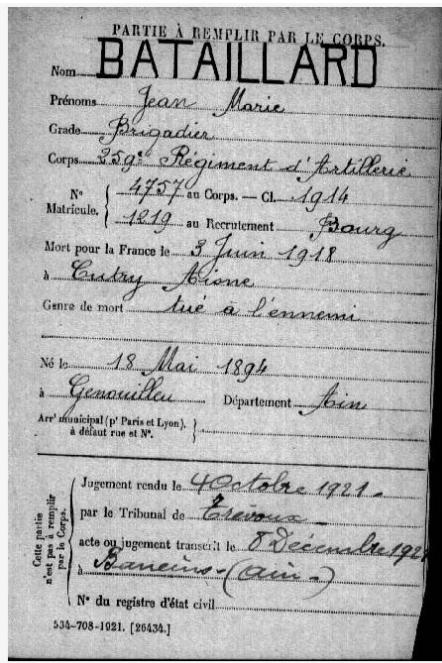 PARTIE À REMPLIR PAR LE CORPS.
Nom BATAILLARD
Prénoms Jean Marie
Grade Brigadier
Corps 259e Régiment d'Artillerie
N° Matricule. { 4757 au Corps. — Cl. 1914
1219 au Recrutement Bourg
Mort pour la France le 3 Juin 1918
à Cutry Aisne
Genre de mort tué à l'ennemi
Né le 18 Mai 1894
à Genouilleu Département Ain
Arrt municipal (pr Paris et Lyon), à défaut rue et N°. }
Cette partie n'est pas à remplir par le Corps.
Jugement rendu le 4 Octobre 1921
par le Tribunal de Trevoux
acte ou jugement transcrit le 8 Décembre 1921
à Baneins (Ain)
N° du registre d'état civil
534-708-1921. [26434.]